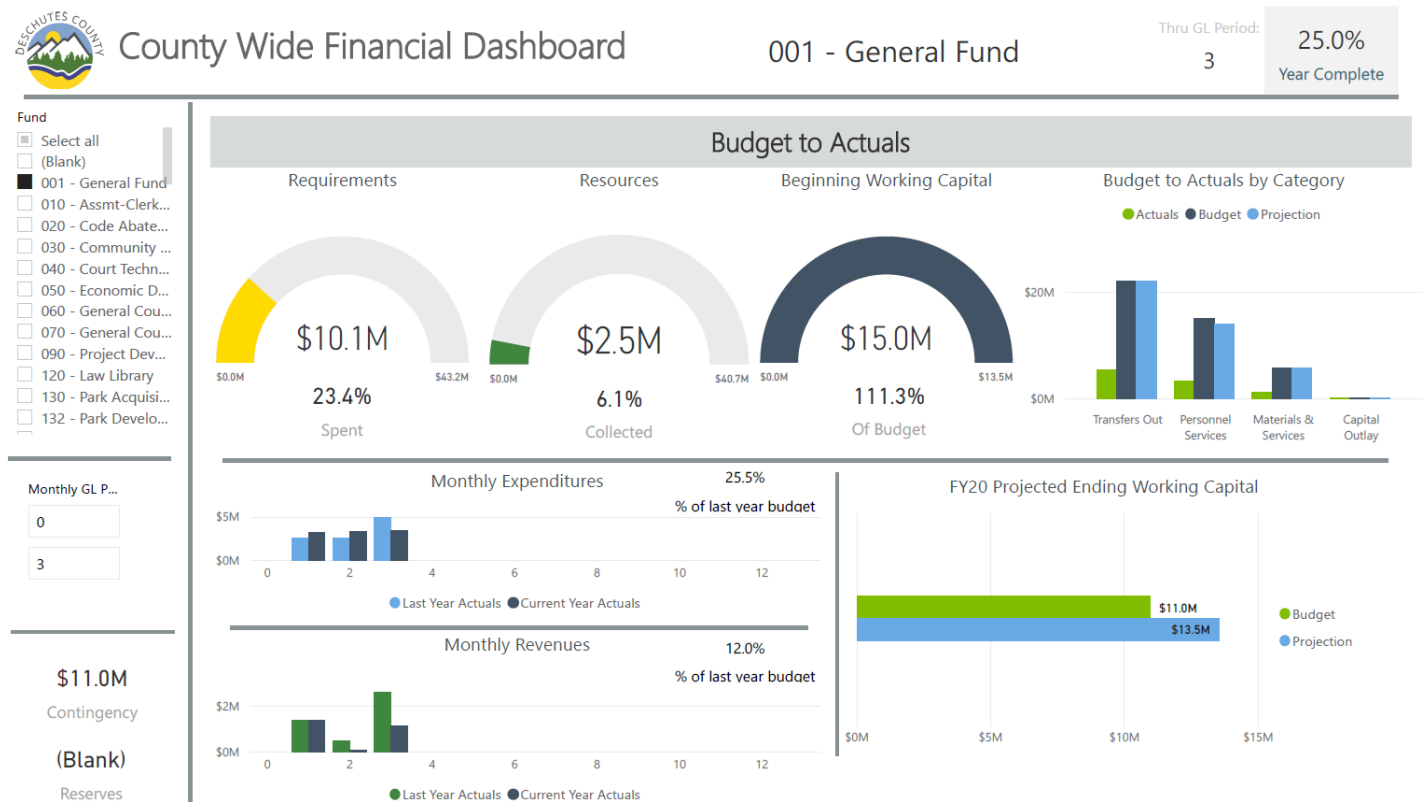 DESCHUTES COUNTY
County Wide Financial Dashboard
001 - General Fund
Thru GL Period:
3
25.0%
Year Complete
Fund
Select all
(Blank)
001 - General Fund
010 - Assmt-Clerk...
020 - Code Abate...
030 - Community ...
040 - Court Techn...
050 - Economic D...
060 - General Cou...
070 - General Cou...
090 - Project Dev...
120 - Law Library
130 - Park Acquisi...
132 - Park Develo...
Monthly GL P...
0
3
$11.0M
Contingency
(Blank)
Reserves
Budget to Actuals
Requirements
$10.1M
$0.0M $43.2M
23.4%
Spent
Resources
$2.5M
$0.0M $40.7M
6.1%
Collected
Beginning Working Capital
$15.0M
$0.0M $13.5M
111.3%
Of Budget
Budget to Actuals by Category
Actuals Budget Projection
$20M
$0M
Transfers Out
Personnel
Services
Materials &
Services
Capital
Outlay
Monthly Expenditures
25.5%
% of last year budget
$5M
$0M
0 2 4 6 8 10 12
Last Year Actuals Current Year Actuals
Monthly Revenues
12.0%
% of last year budget
$2M
$0M
0 2 4 6 8 10 12
Last Year Actuals Current Year Actuals
FY20 Projected Ending Working Capital
$11.0M
$13.5M
Budget
Projection
$0M $5M $10M $15M